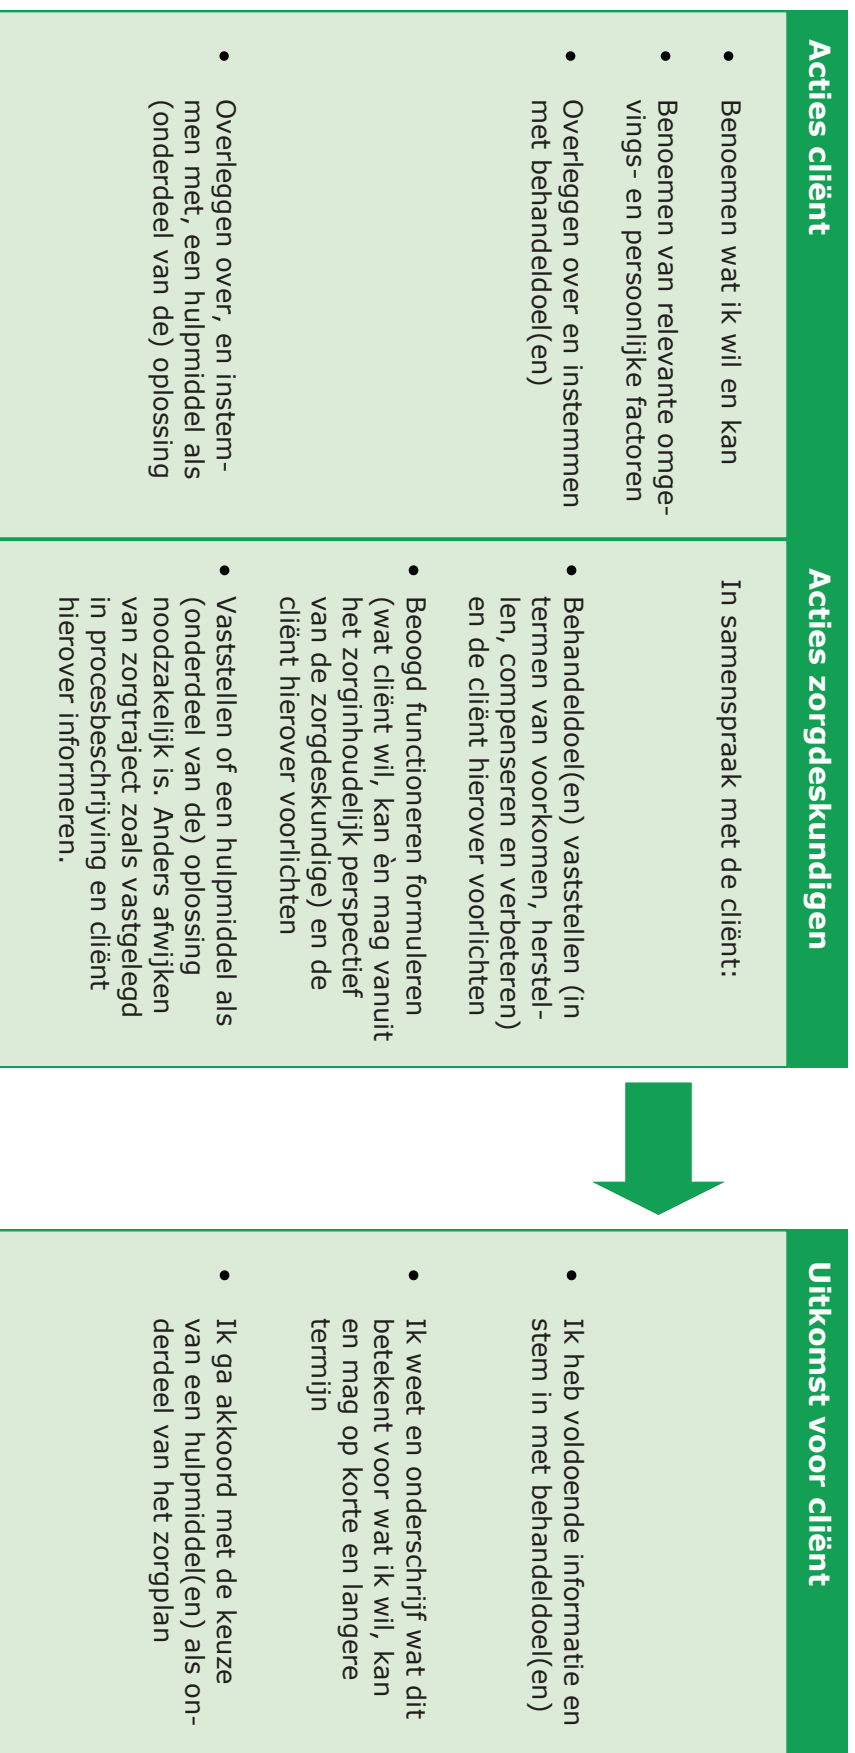 Acties cliënt
• Benoemen wat ik wil en kan
• Benoemen van relevante omge-
vings- en persoonlijke factoren
• Overleggen over en instemmen
met behandeldoel(en)
• Overleggen over, en instem-
men met, een hulpmiddel als
(onderdeel van de) oplossing
Acties zorgdeskundigen
In samenspraak met de cliënt:
• Behandeldoel(en) vaststellen (in
termen van voorkomen, herstel-
len, compenseren en verbeteren)
en de cliënt hierover voorlichten
• Beoogd functioneren formuleren
(wat cliënt wil, kan èn mag vanuit
het zorginhoudelijk perspectief
van de zorgdeskundige) en de
cliënt hierover voorlichten
• Vaststellen of een hulpmiddel als
(onderdeel van de) oplossing
noodzakelijk is. Anders afwijken
van zorgtraject zoals vastgelegd
in procesbeschrijving en cliënt
hierover informeren.
Uitkomst voor cliënt
• Ik heb voldoende informatie en
stem in met behandeldoel(en)
• Ik weet en onderschrijf wat dit
betekent voor wat ik wil, kan
en mag op korte en langere
termijn
• Ik ga akkoord met de keuze
van een hulpmiddel(en) als on-
derdeel van het zorgplan